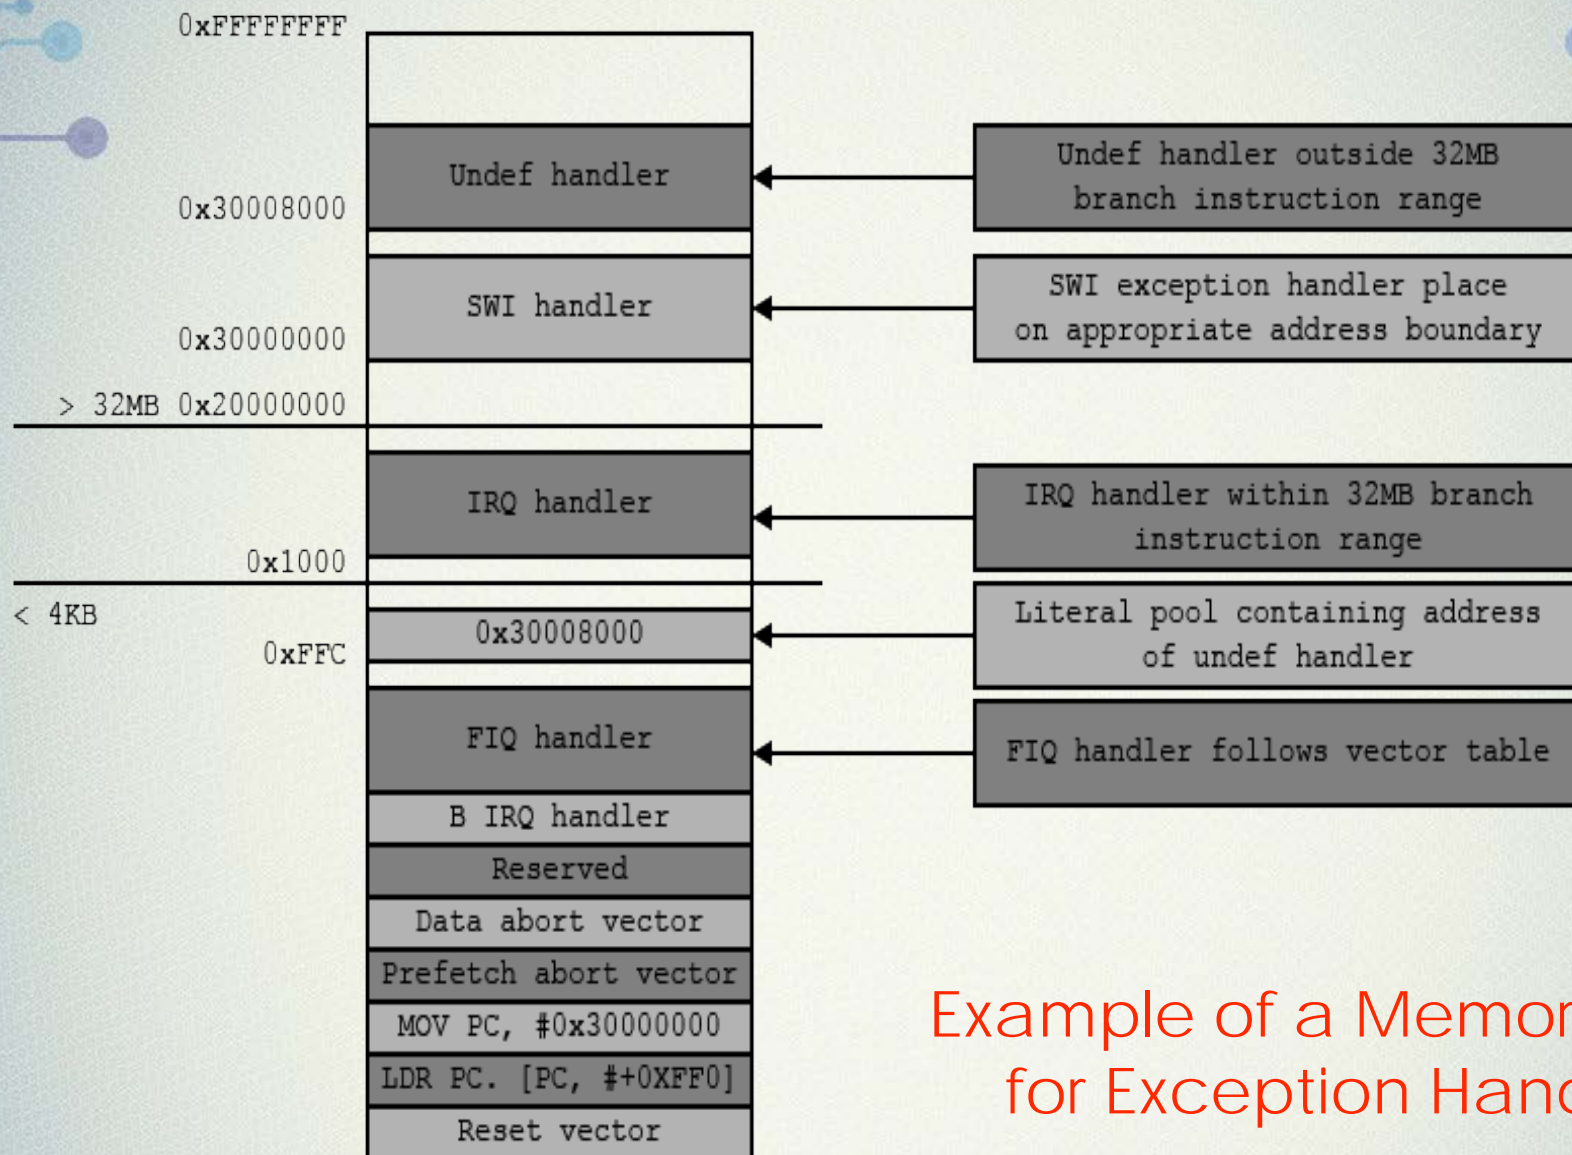 0xFFFFFFFF
Undef handler
0x30008000
Undef handler outside 32MB
branch instruction range
SWI handler
0x30000000
SWI exception handler place
on appropriate address boundary
> 32MB 0x20000000
IRQ handler
IRQ handler within 32MB branch
instruction range
0x1000
< 4KB
0x30008000
0xFFC
Literal pool containing address
of undef handler
FIQ handler
FIQ handler follows vector table
B IRQ handler
Reserved
Data abort vector
Prefetch abort vector
MOV PC, #0x30000000
LDR PC. [PC, #+0XFF0]
Reset vector
Example of a Memor
for Exception Hand